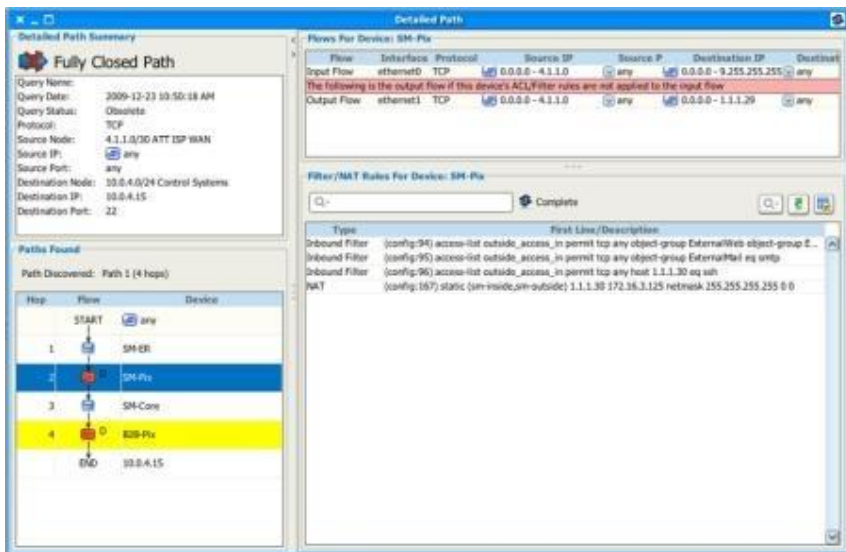 Detailed Path
Detailed Path Summary
Fully Closed Path
Query Name:
Query Date: 2009-12-23 10:50:18 AM
Query Status: Obsolete
Protocol: TCP
Source Node: 4.1.1.0/30 ATT ISP WAN
Source IP: any
Source Port: any
Destination Node: 10.0.4.0/24 Control Systems
Destination IP: 10.0.4.15
Destination Port: 22
Paths Found
Path Discovered: Path 1 (4 hops)
Hop Flow Device
START any
1 SM-ER
2 SM-Pix
3 SM-Core
4 B2B-Pix
END 10.0.4.15
Flows For Device: SM-Pix
Flow Interface Protocol Source IP Source P Destination IP Destinat
Input Flow ethernet0 TCP 0.0.0.0 - 4.1.1.0 any 0.0.0.0 - 9.255.255.255 any
The following is the output flow if this device's ACL/Filter rules are not applied to the input flow
Output Flow ethernet1 TCP 0.0.0.0 - 4.1.1.0 any 0.0.0.0 - 1.1.1.29 any
Filter/NAT Rules For Device: SM-Pix
Complete
Type First Line/Description
Inbound Filter (config:94) access-list outside_access_in permit tcp any object-group ExternalWeb object-group E...
Inbound Filter (config:95) access-list outside_access_in permit tcp any object-group ExternalMail eq smtp
Inbound Filter (config:96) access-list outside_access_in permit tcp any host 1.1.1.30 eq ssh
NAT (config:167) static (sm-inside,sm-outside) 1.1.1.30 172.16.3.125 netmask 255.255.255.255 0 0